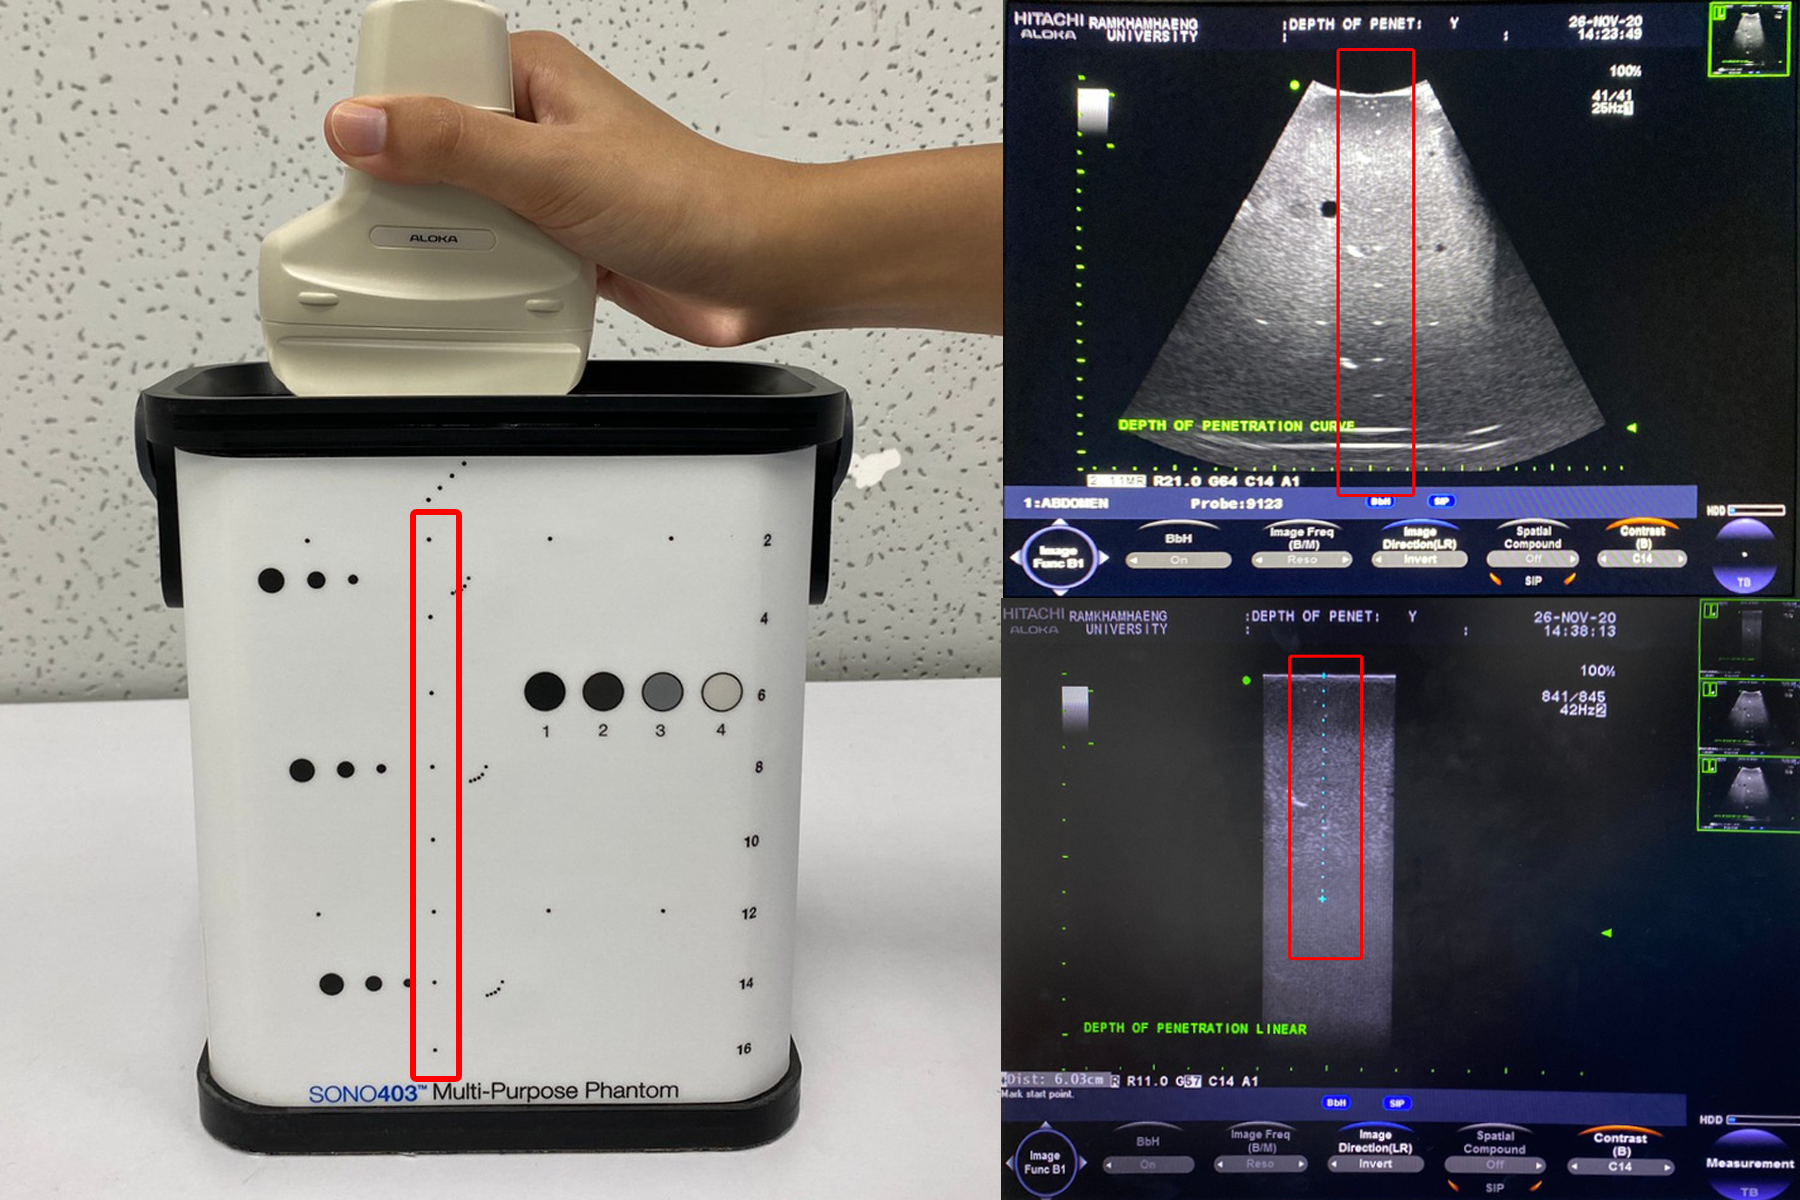 ALOKA
2
4
6
1 2 3 4
8
10
12
14
16
SONO403™ Multi-Purpose Phantom
HITACHI RAMKHAMHAENG :DEPTH OF PENET: Y 26-NOV-20
ALOKA UNIVERSITY : : 14:23:49
100%
41/41
25Hz1
DEPTH OF PENETRATION CURVE
R21.0 G64 C14 A1
1:ABDOMEN Probe:9123 BbH SIP
HDD
Image
Func B1
BbH
On
Image Freq
(B/M)
Reso
Image
Direction(LR)
Invert
Spatial
Compound
Off
SIP
Contrast
(B)
C14
TB
HITACHI RAMKHAMHAENG :DEPTH OF PENET: Y 26-NOV-20
ALOKA UNIVERSITY : : 14:38:13
100%
841/845
42Hz2
DEPTH OF PENETRATION LINEAR
Dist: 6.03cm R R11.0 G57 C14 A1
Mark start point.
BbH SIP
HDD
Image
Func B1
BbH
On
Image Freq
(B/M)
Reso
Image
Direction(LR)
Invert
Spatial
Compound
Off
SIP
Contrast
(B)
C14
Measurement
TB